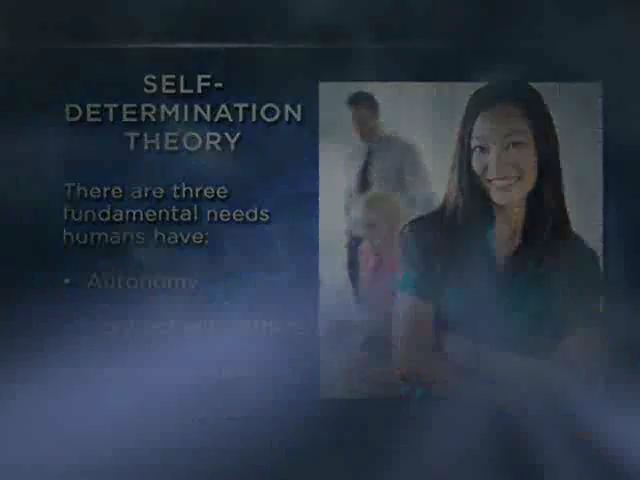 SELF-
DETERMINATION
THEORY
There are three
fundamental needs
humans have:
• Autonomy